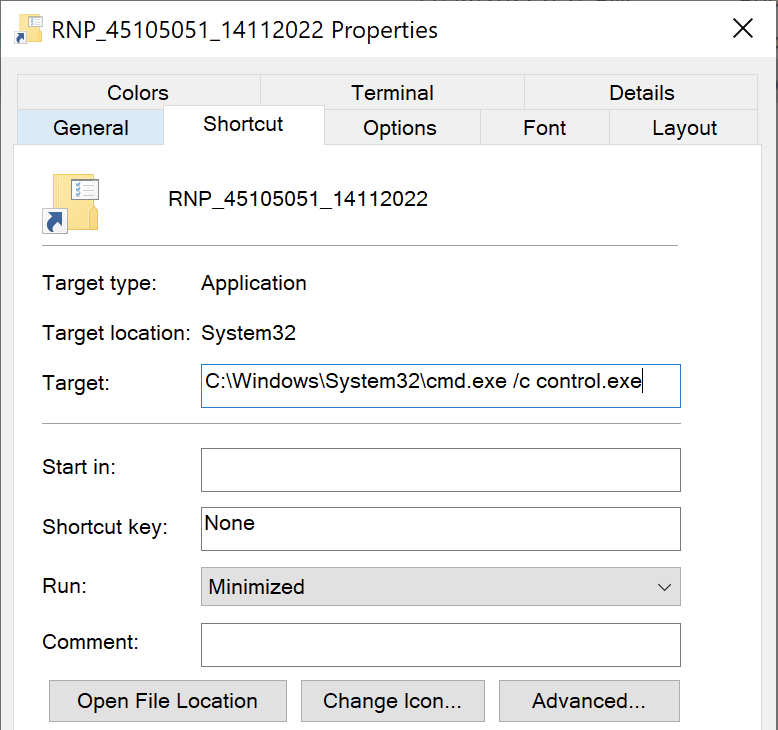 RNP_45105051_14112022 Properties
Colors Terminal Details
General Shortcut Options Font Layout
RNP_45105051_14112022
Target type: Application
Target location: System32
Target: C:\Windows\System32\cmd.exe /c control.exe
Start in:
Shortcut key: None
Run: Minimized
Comment:
Open File Location Change Icon... Advanced...